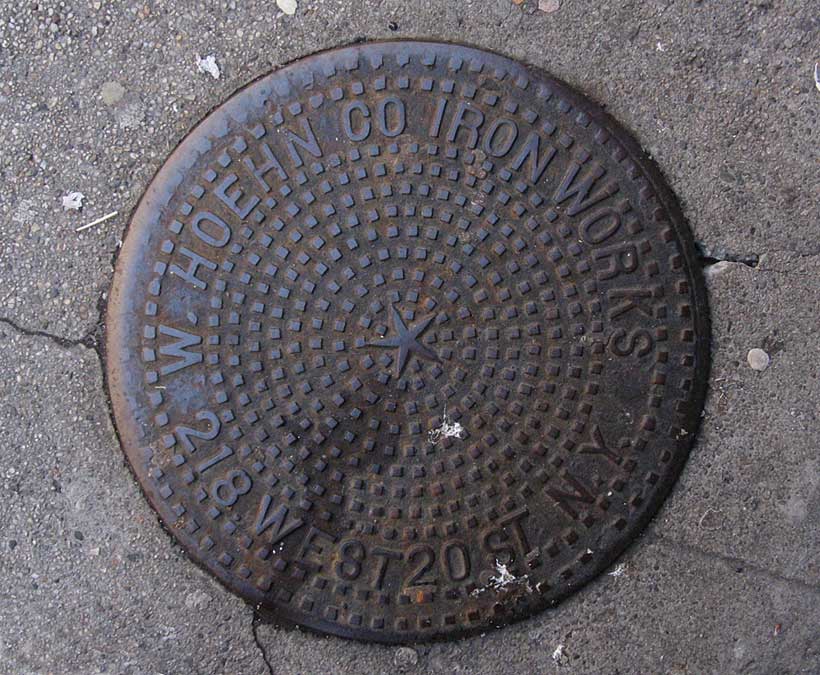 W. HOEHN CO IRON WORKS
218 WEST 20 ST. N.Y.